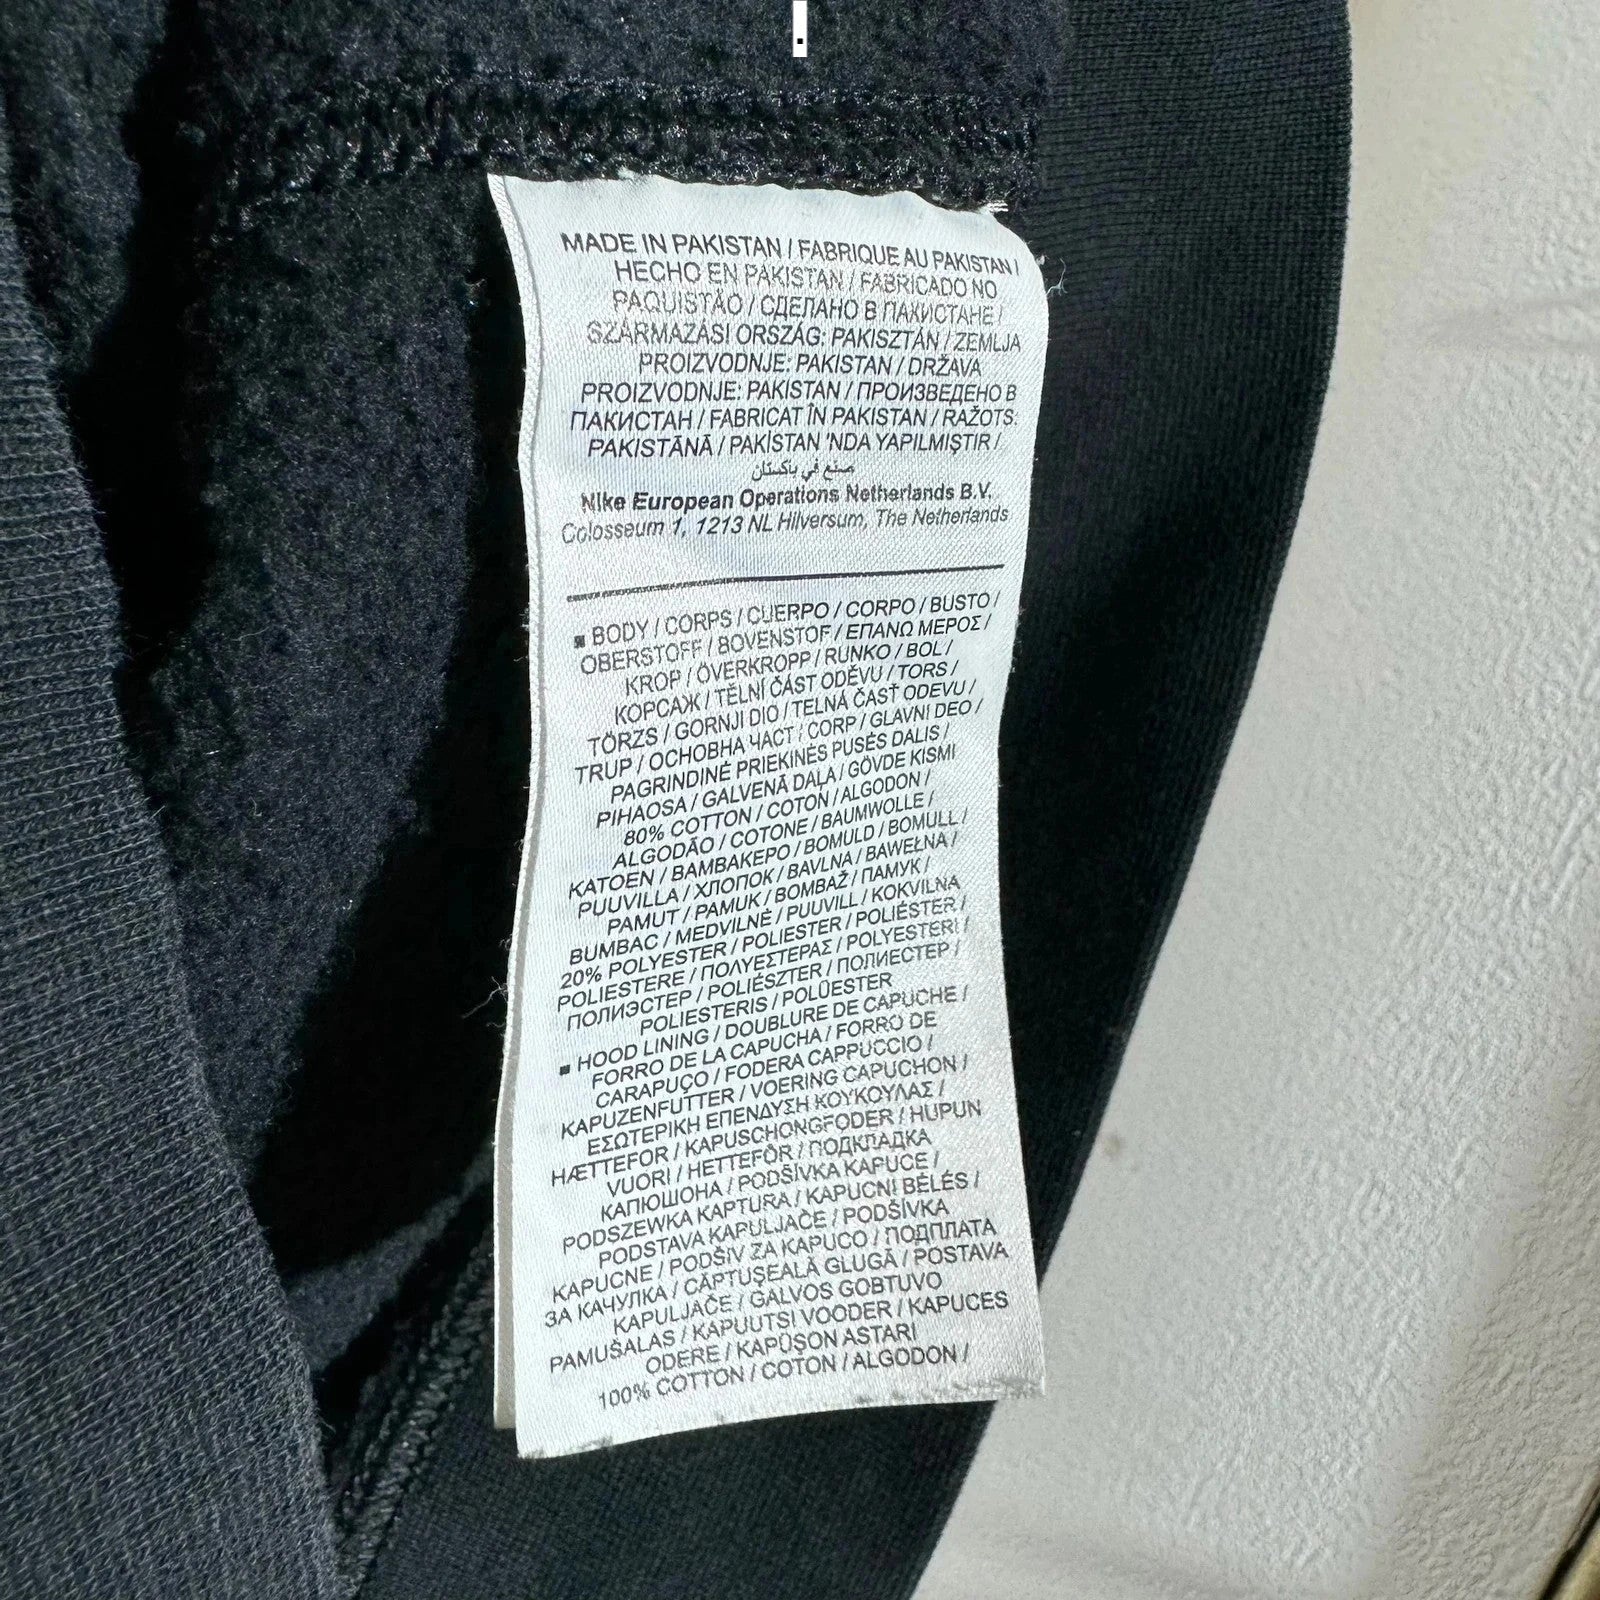 .
MADE IN PAKISTAN / FABRIQUE AU PAKISTAN /
HECHO EN PAKISTAN / FABRICADO NO
PAQUISTÃO / СДЕЛАНО В ПАКИСТАНЕ /
SZÁRMAZÁSI ORSZÁG: PAKISZTÁN / ZEMLJA
PROIZVODNJE: PAKISTAN / DRŽAVA
PROIZVODNJE: PAKISTAN / ПРОИЗВЕДЕНО В
ПАКИСТАН / FABRICAT ÎN PAKISTAN / RAŽOTS:
PAKISTĀNĀ / PAKİSTAN 'NDA YAPILMIŞTIR /
صنع في باكستان
Nike European Operations Netherlands B.V.
Colosseum 1, 1213 NL Hilversum, The Netherlands
▪ BODY / CORPS / CUERPO / CORPO / BUSTO /
OBERSTOFF / BOVENSTOF / ΕΠΑΝΩ ΜΕΡΟΣ /
KROP / ÖVERKROPP / RUNKO / BOL /
КОРСАЖ / TĚLNÍ ČÁST ODĚVU / TORS /
TÖRZS / GORNJI DIO / TELNÁ ČASŤ ODEVU /
TRUP / ОСНОВНА ЧАСТ / CORP / GLAVNI DEO /
PAGRINDINĖ PRIEKINĖS PUSĖS DALIS /
PIHAOSA / GALVENĀ DAĻA / GÖVDE KISMI
80% COTTON / COTON / ALGODON /
ALGODÃO / COTONE / BAUMWOLLE /
KATOEN / ΒΑΜΒΑΚΕΡΟ / BOMULD / BOMULL /
PUUVILLA / ХЛОПОК / BAVLNA / BAWEŁNA /
PAMUT / PAMUK / BOMBAŽ / ПАМУК /
BUMBAC / MEDVILNĖ / PUUVILL / KOKVILNA
20% POLYESTER / POLIESTER / POLIÉSTER /
POLIESTERE / ΠΟΛΥΕΣΤΕΡΑΣ / POLYESTERI /
ПОЛИЭСТЕР / POLIÉSZTER / ПОЛИЕСТЕР /
POLIESTERIS / POLÜESTER
▪ HOOD LINING / DOUBLURE DE CAPUCHE /
FORRO DE LA CAPUCHA / FORRO DE
CARAPUÇO / FODERA CAPPUCCIO /
KAPUZENFUTTER / VOERING CAPUCHON /
ΕΣΩΤΕΡΙΚΗ ΕΠΕΝΔΥΣΗ ΚΟΥΚΟΥΛΑΣ /
HÆTTEFOR / KAPUSCHONGFODER / HUPUN
VUORI / HETTEFÔR / ПОДКЛАДКА
КАПЮШОНА / PODŠÍVKA KAPUCE /
PODSZEWKA KAPTURA / KAPUCNI BÉLÉS /
PODSTAVA KAPULJAČE / PODŠÍVKA
KAPUCNE / PODŠIV ZA KAPUCO / ПОДПЛАТА
ЗА КАЧУЛКА / CĂPTUŞEALĂ GLUGĂ / POSTAVA
KAPULJAČE / GALVOS GOBTUVO
PAMUŠALAS / KAPUUTSI VOODER / KAPUCES
ODERE / KAPÜŞON ASTARI
100% COTTON / COTON / ALGODON /